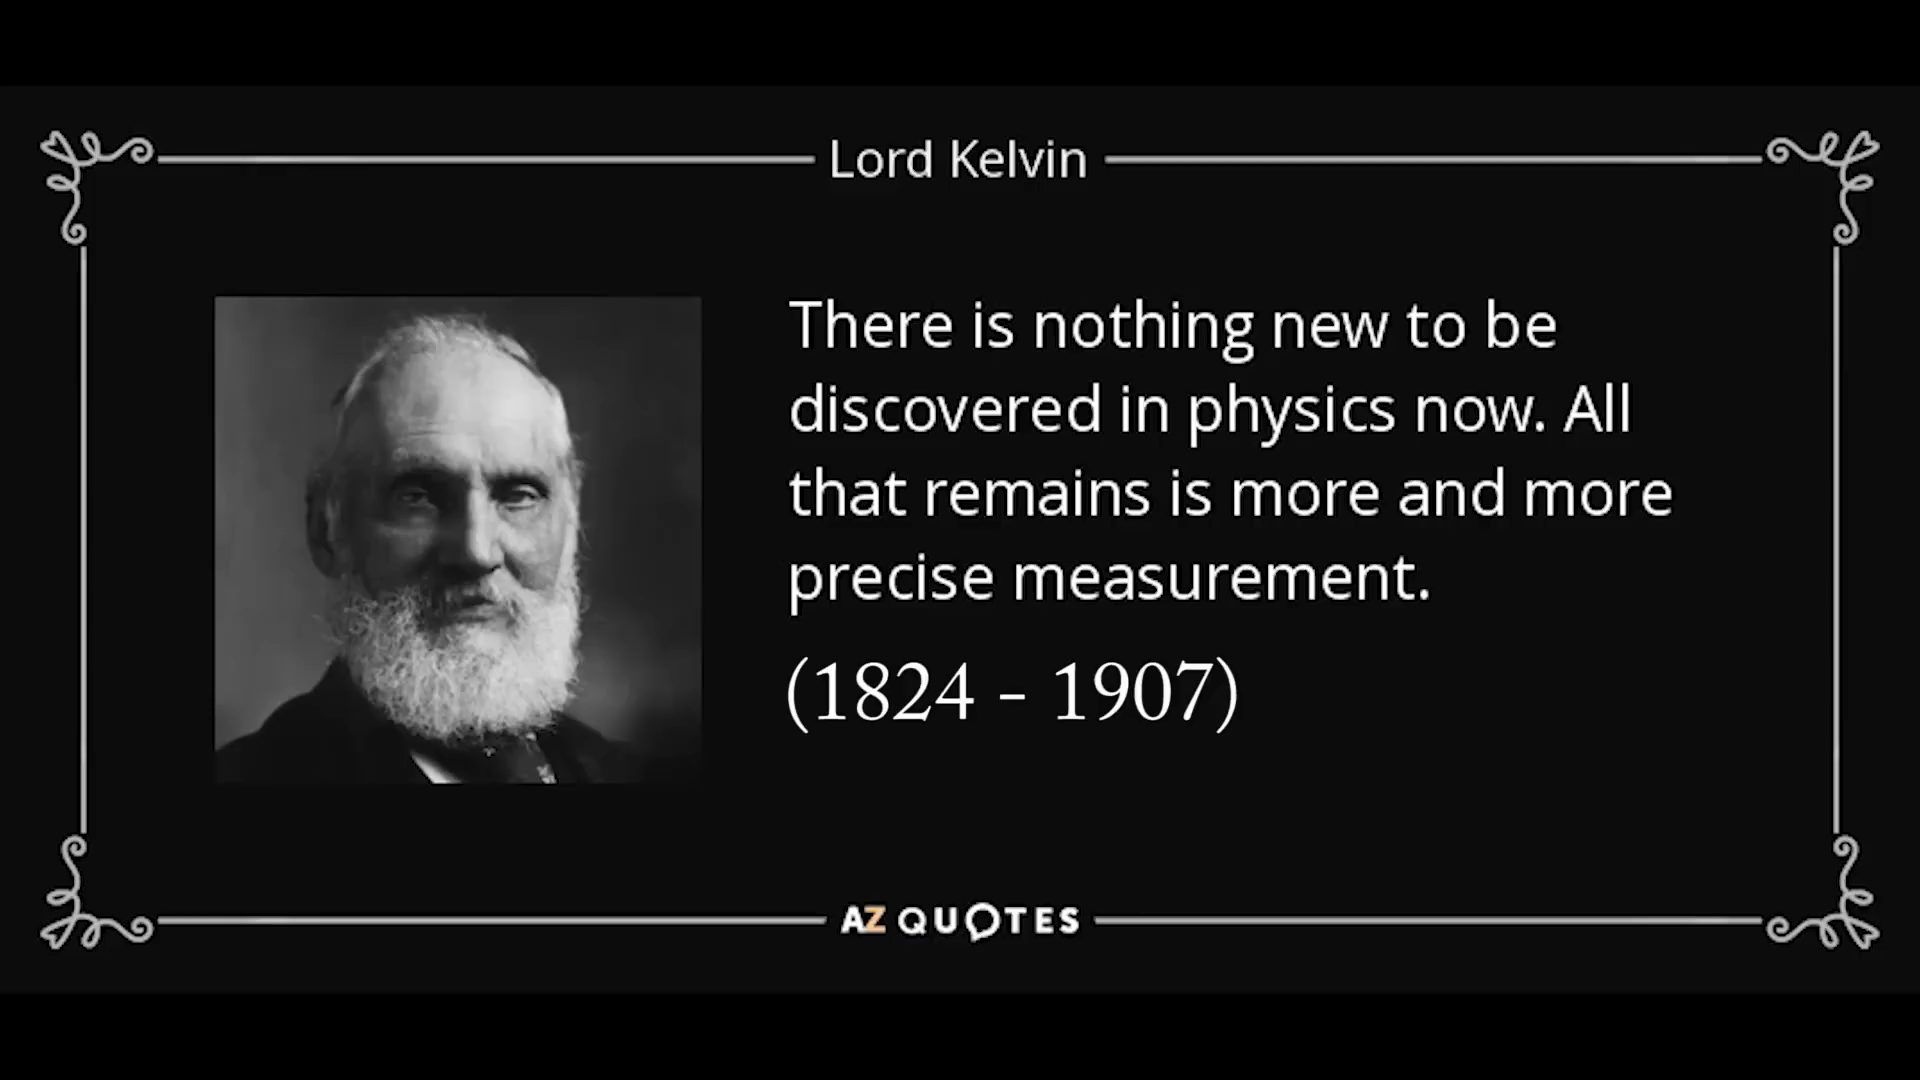 Lord Kelvin
There is nothing new to be
discovered in physics now. All
that remains is more and more
precise measurement.
(1824 - 1907)
AZ QUOTES